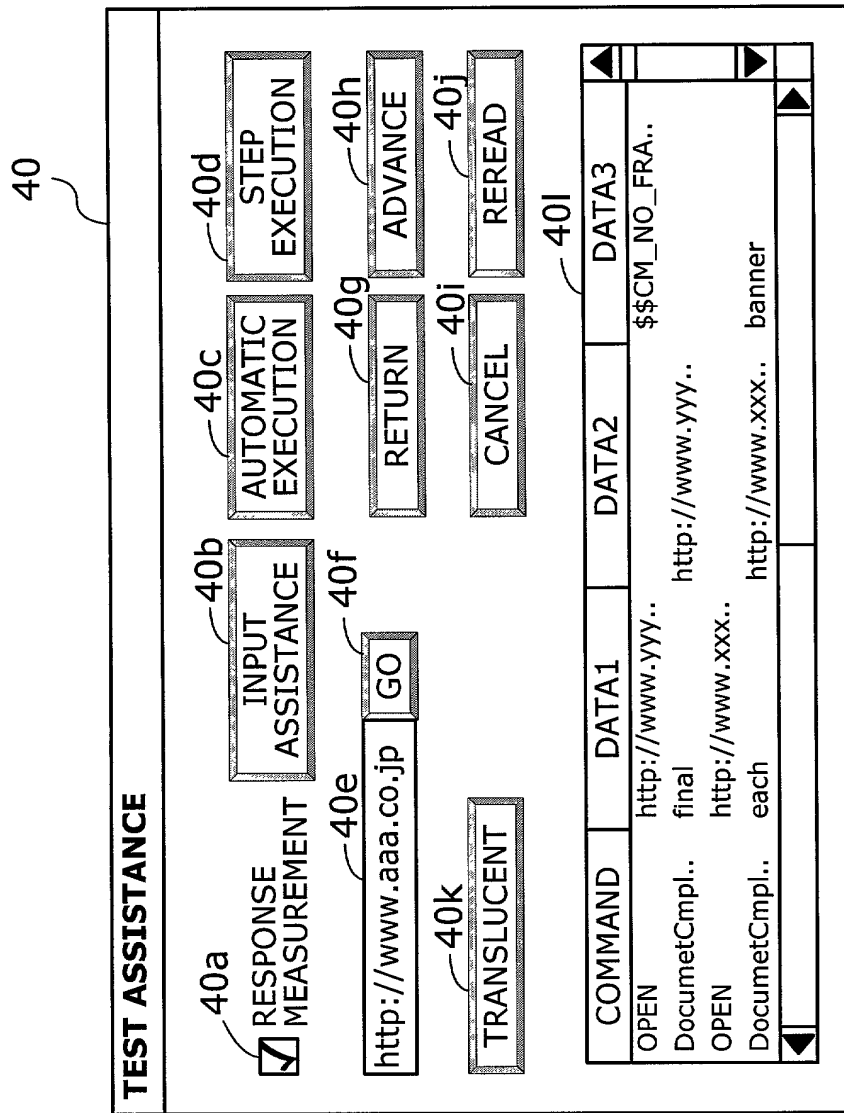 40
TEST ASSISTANCE
40a
RESPONSE
MEASUREMENT
40b
INPUT
ASSISTANCE
40c
AUTOMATIC
EXECUTION
40d
STEP
EXECUTION
40e
http://www.aaa.co.jp
40f
GO
40g
RETURN
40h
ADVANCE
40k
TRANSLUCENT
40i
CANCEL
40j
REREAD
40l
COMMAND DATA1 DATA2 DATA3
OPEN http://www.yyy.. $$CM_NO_FRA..
DocumetCmpl.. final http://www.yyy..
OPEN http://www.xxx..
DocumetCmpl.. each http://www.xxx.. banner